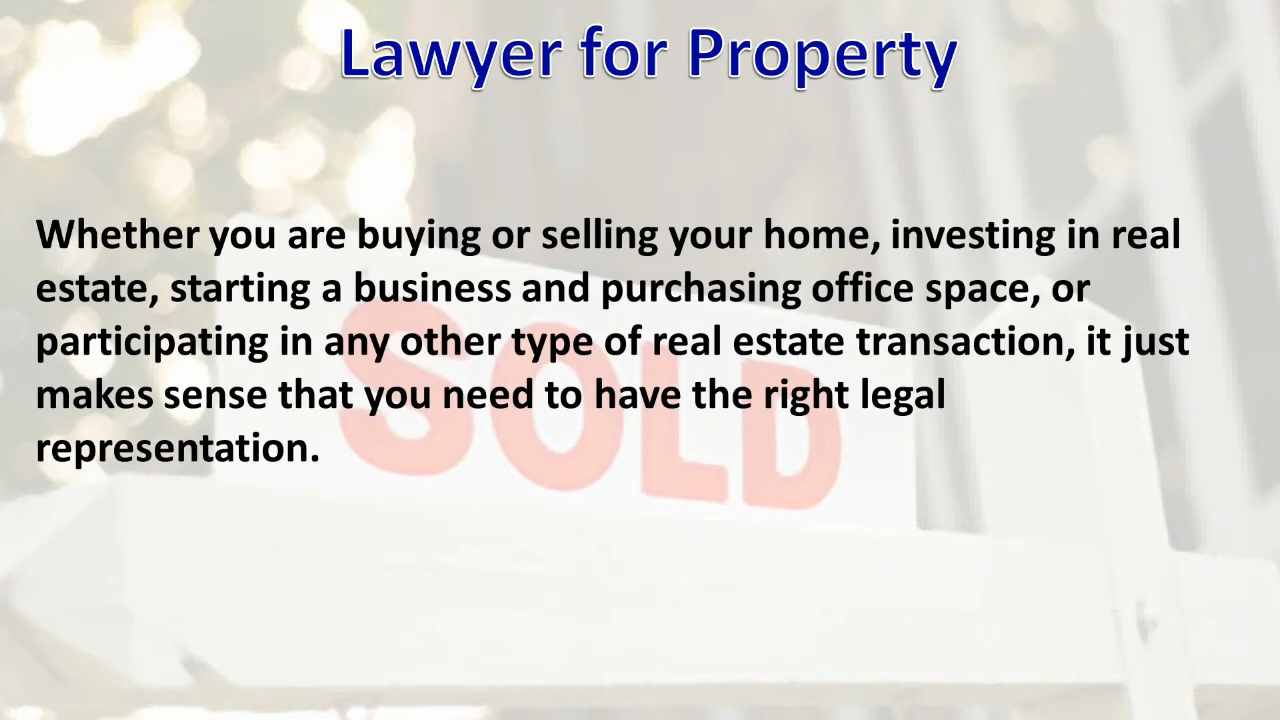 Lawyer for Property
Whether you are buying or selling your home, investing in real
estate, starting a business and purchasing office space, or
participating in any other type of real estate transaction, it just
makes sense that you need to have the right legal
representation.
SOLD